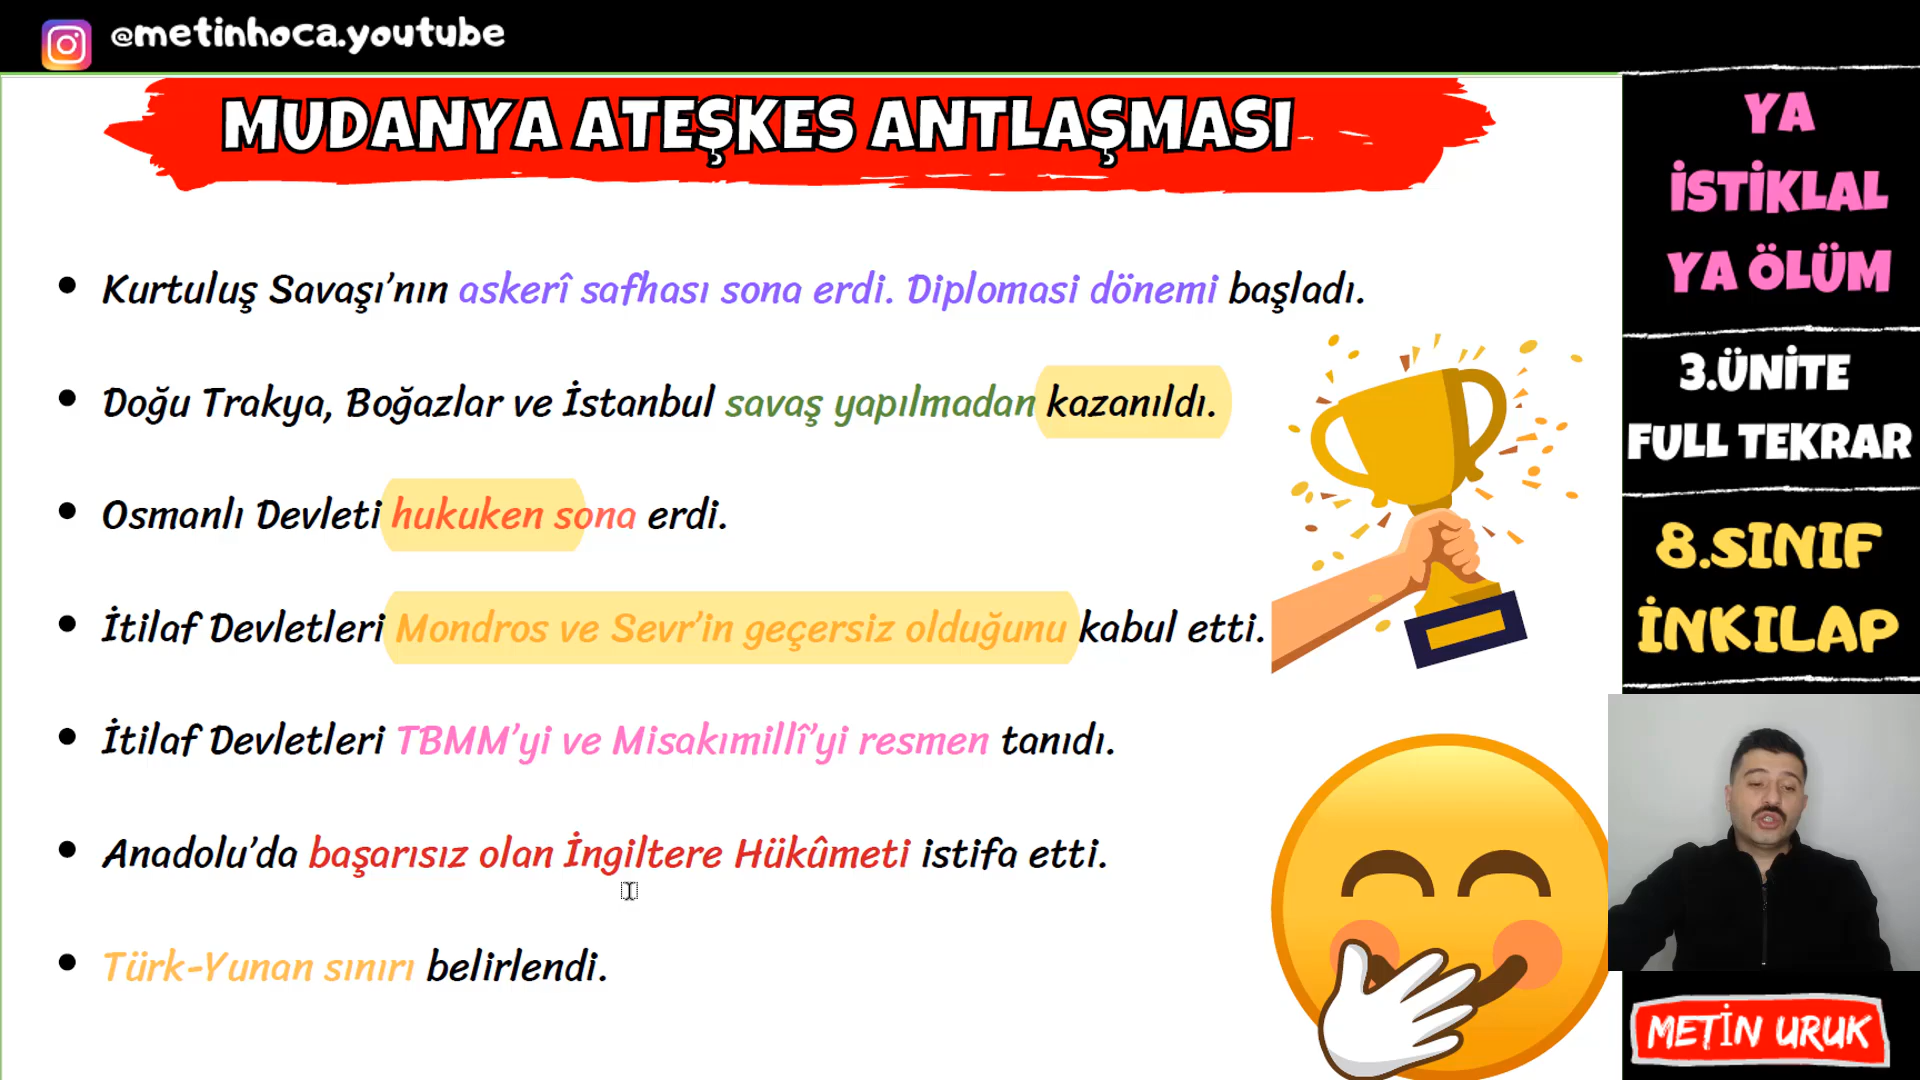 @metinhoca.youtube
MUDANYA ATEŞKES ANTLAŞMASI
• Kurtuluş Savaşı’nın askerî safhası sona erdi. Diplomasi dönemi başladı.
• Doğu Trakya, Boğazlar ve İstanbul savaş yapılmadan kazanıldı.
• Osmanlı Devleti hukuken sona erdi.
• İtilaf Devletleri Mondros ve Sevr’in geçersiz olduğunu kabul etti.
• İtilaf Devletleri TBMM’yi ve Misakımillî’yi resmen tanıdı.
• Anadolu’da başarısız olan İngiltere Hükûmeti istifa etti.
• Türk-Yunan sınırı belirlendi.
YA
İSTİKLAL
YA ÖLÜM
3.ÜNİTE
FULL TEKRAR
8.SINIF
İNKILAP
METİN URUK